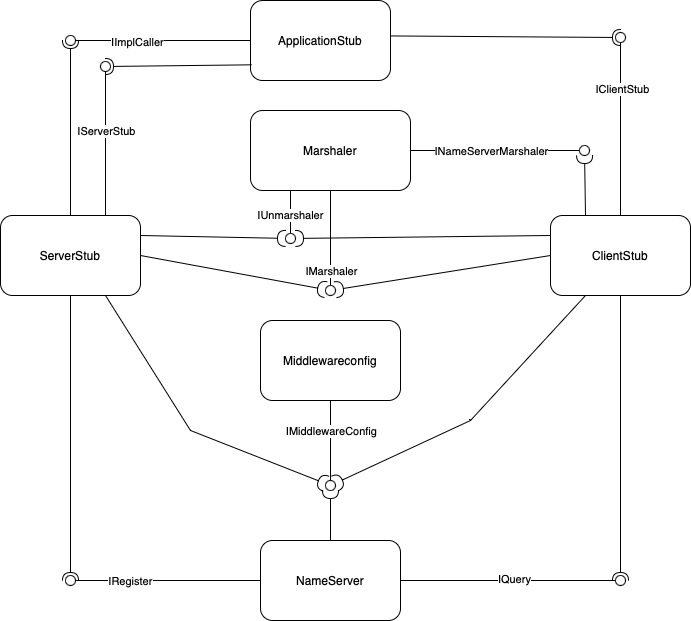 ApplicationStub
IImplCaller
IClientStub
IServerStub
Marshaler
INameServerMarshaler
IUnmarshaler
ServerStub
ClientStub
IMarshaler
Middlewareconfig
IMiddlewareConfig
IRegister
NameServer
IQuery